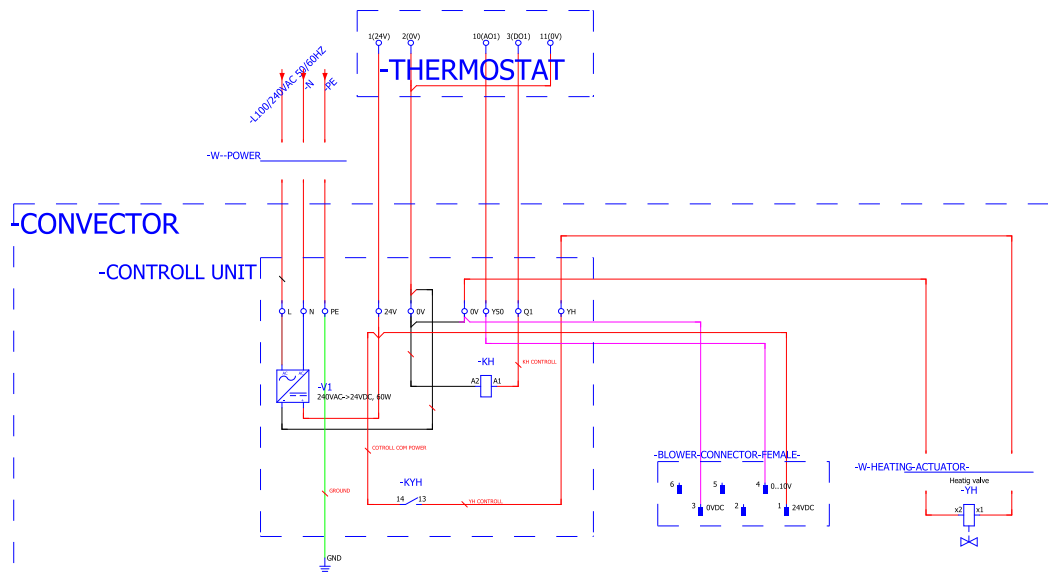 1(24V) 2(0V) 10(AO1) 3(DO1) 11(0V)
-THERMOSTAT
-L100/240VAC 50/60HZ
-N
-PE
-W--POWER
-CONVECTOR
-CONTROLL UNIT
L N PE 24V 0V 0V Y50 Q1 YH
-KH
KH CONTROLL
A2 A1
AC AC
-V1
240VAC->24VDC, 60W
COTROLL COM POWER
-BLOWER-CONNECTOR-FEMALE-
-W-HEATING-ACTUATOR-
Heatig valve
-KYH
6 5 4 0..10V
-YH
GROUND
14 13
YH CONTROLL
3 0VDC 2 1 24VDC
x2 x1
GND